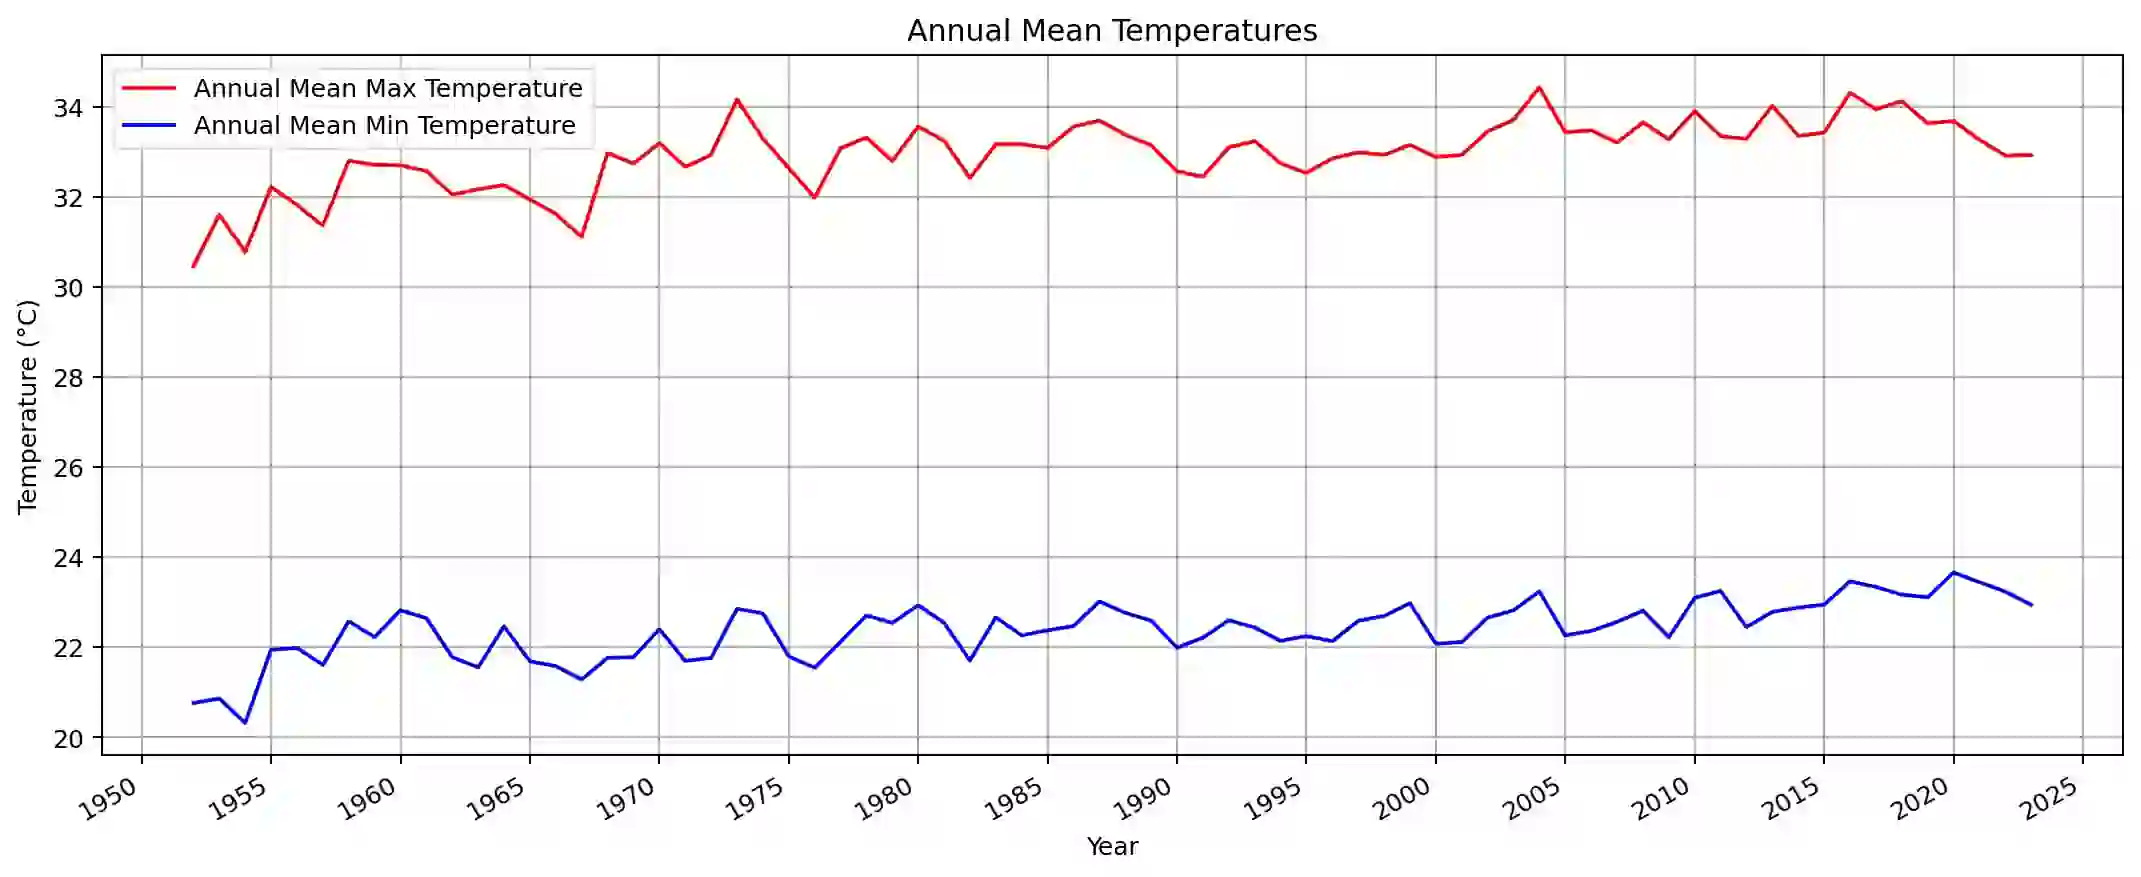 Annual Mean Temperatures
Annual Mean Max Temperature
Annual Mean Min Temperature
Temperature (°C)
34
32
30
28
26
24
22
20
1950 1955 1960 1965 1970 1975 1980 1985 1990 1995 2000 2005 2010 2015 2020 2025
Year